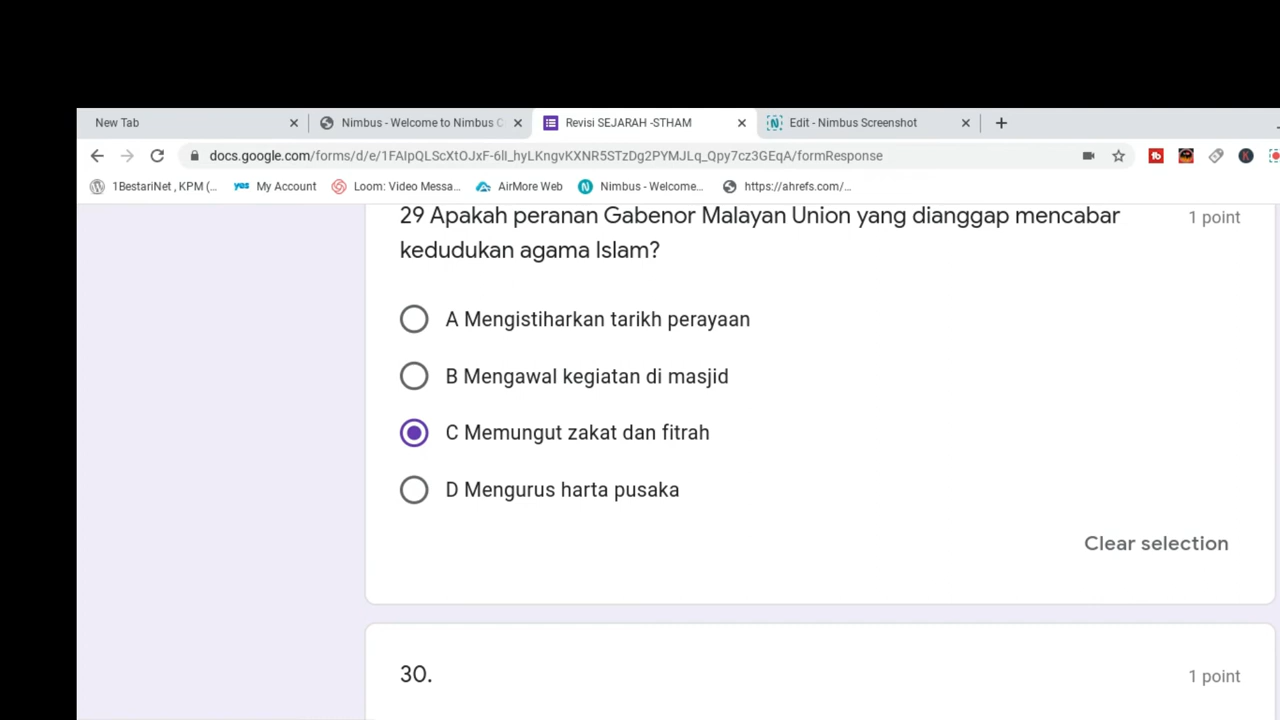 New Tab
Nimbus - Welcome to Nimbus C
Revisi SEJARAH -STHAM
Edit - Nimbus Screenshot
docs.google.com/forms/d/e/1FAIpQLScXtOJxF-6lI_hyLKngvKXNR5STzDg2PYMJLq_Qpy7cz3GEqA/formResponse
1BestariNet , KPM (...
yes My Account
Loom: Video Messa...
AirMore Web
Nimbus - Welcome...
https://ahrefs.com/...
29 Apakah peranan Gabenor Malayan Union yang dianggap mencabar
kedudukan agama Islam?
1 point
A Mengistiharkan tarikh perayaan
B Mengawal kegiatan di masjid
C Memungut zakat dan fitrah
D Mengurus harta pusaka
Clear selection
30.
1 point